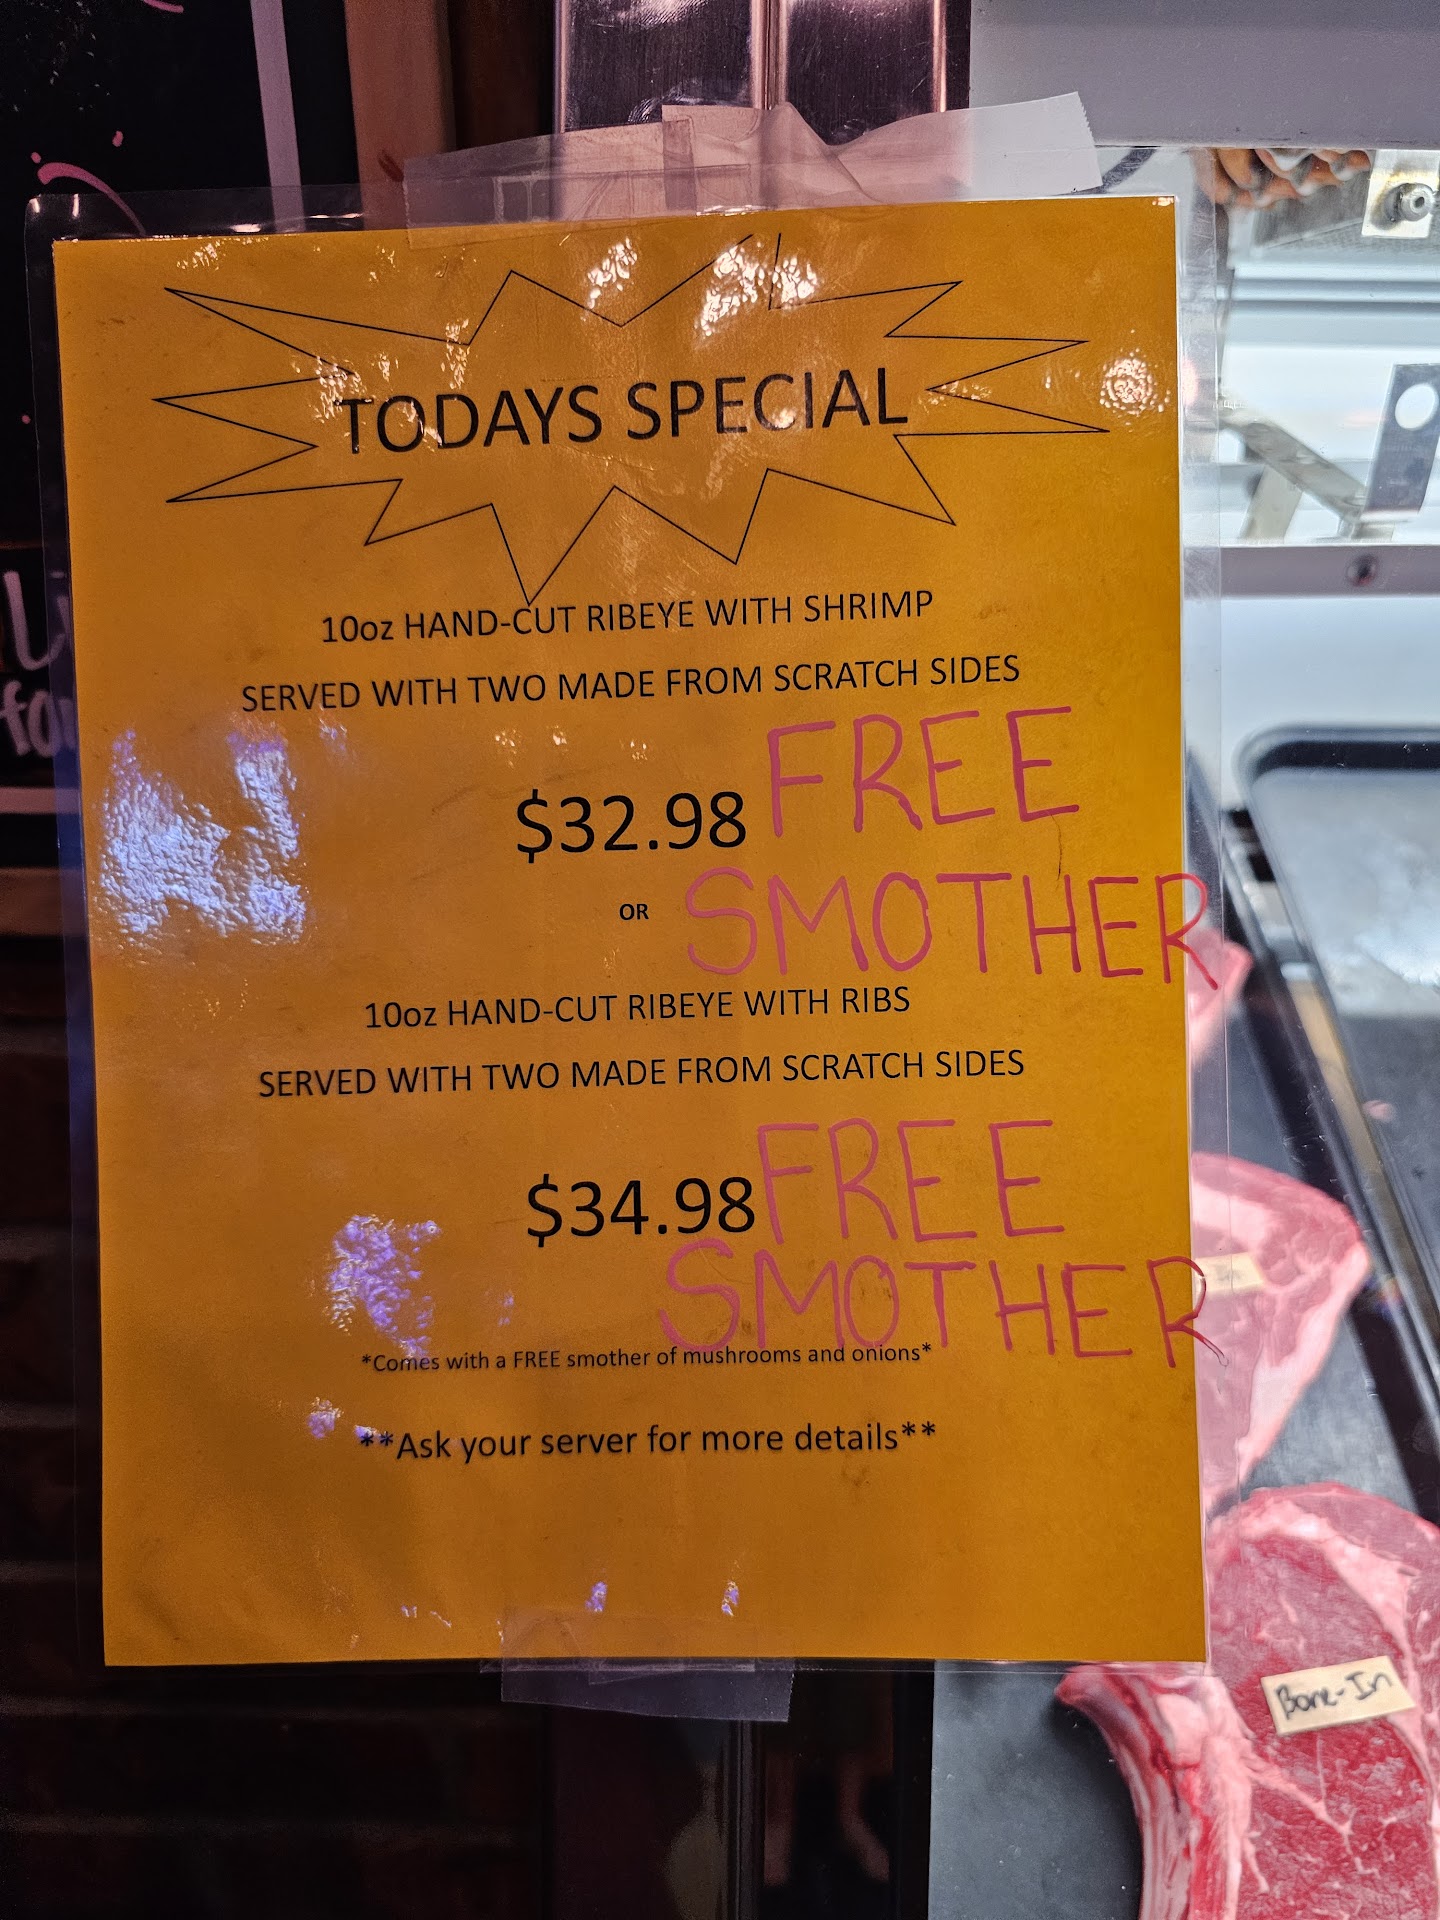 TODAYS SPECIAL
10oz HAND-CUT RIBEYE WITH SHRIMP
SERVED WITH TWO MADE FROM SCRATCH SIDES
$32.98
FREE
SMOTHER
OR
10oz HAND-CUT RIBEYE WITH RIBS
SERVED WITH TWO MADE FROM SCRATCH SIDES
$34.98
FREE
SMOTHER
*Comes with a FREE smother of mushrooms and onions*
**Ask your server for more details**
Bone-In